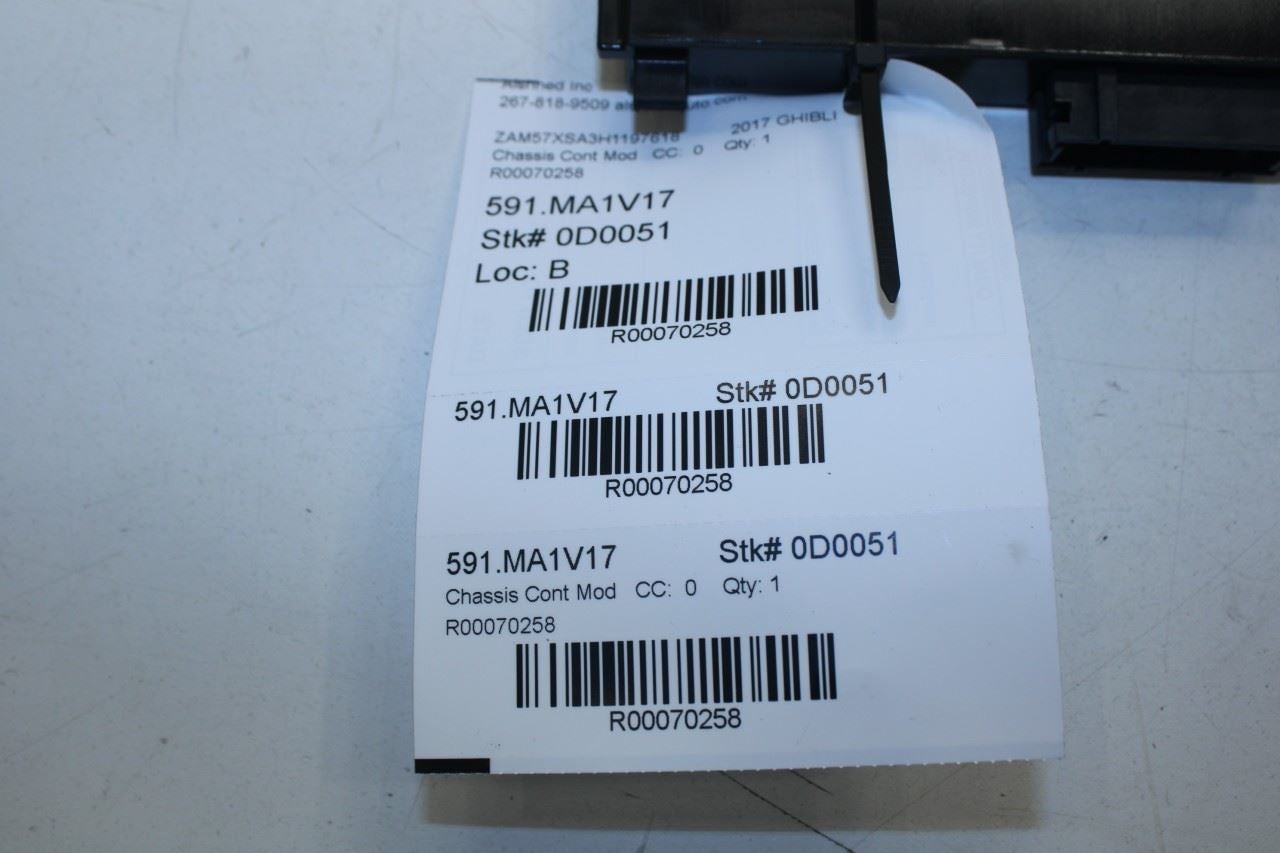 267-818-9509
ZAM57XSA3H1197618 2017 GHIBLI
Chassis Cont Mod CC: 0 Qty: 1
R00070258
591.MA1V17
Stk# 0D0051
Loc: B
R00070258
591.MA1V17 Stk# 0D0051
R00070258
591.MA1V17 Stk# 0D0051
Chassis Cont Mod CC: 0 Qty: 1
R00070258
R00070258